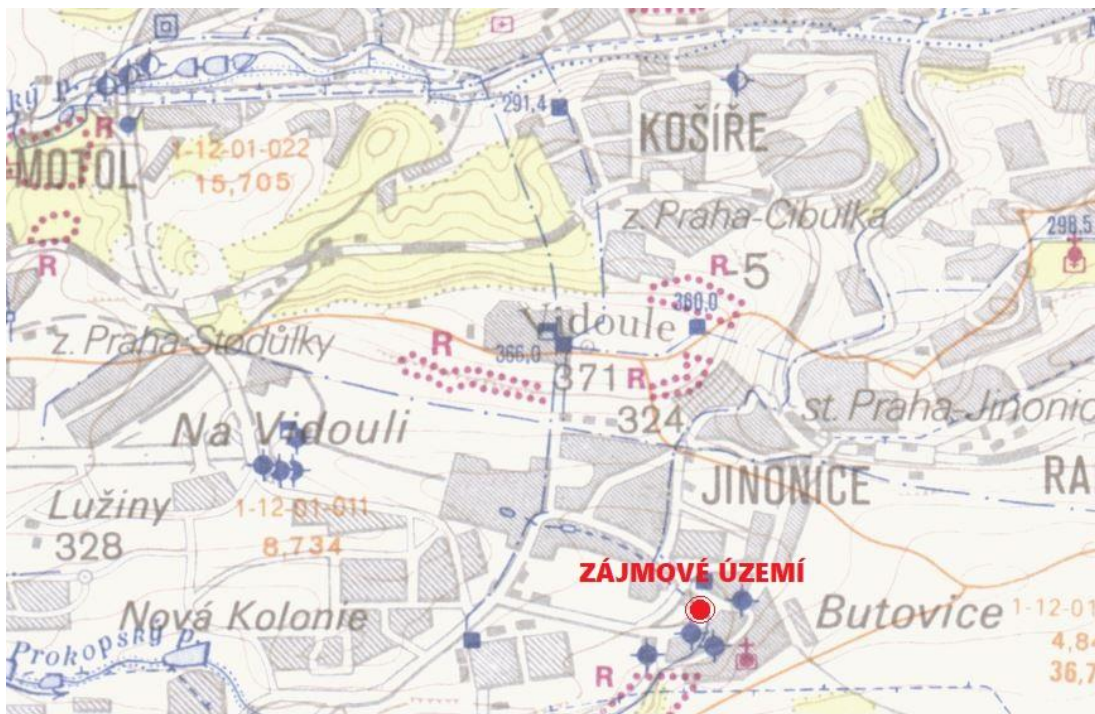 291,4
KOŠÍŘE
R
MOTOL
1-12-01-022
15,705
z. Praha-Cibulka
298,5
R
R
5
360,0
Vidoule
z. Praha-Stodůlky
R
366,0
371
R
324
st. Praha-Jinonic
Na Vidouli
JINONICE
RA
Lužiny
328
1-12-01-011
8,734
ZÁJMOVÉ ÚZEMÍ
Nová Kolonie
Butovice
1-12-01
4,84
36,7
Prokopský p.
R